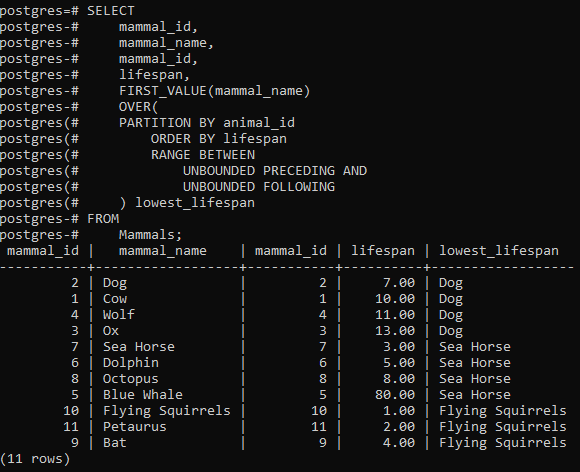 postgres=# SELECT
postgres-#     mammal_id,
postgres-#     mammal_name,
postgres-#     mammal_id,
postgres-#     lifespan,
postgres-#     FIRST_VALUE(mammal_name)
postgres-#     OVER(
postgres(#     PARTITION BY animal_id
postgres(#         ORDER BY lifespan
postgres(#         RANGE BETWEEN
postgres(#             UNBOUNDED PRECEDING AND
postgres(#             UNBOUNDED FOLLOWING
postgres(#     ) lowest_lifespan
postgres-# FROM
postgres-#     Mammals;
 mammal_id |   mammal_name    | mammal_id | lifespan | lowest_lifespan
-----------+------------------+-----------+----------+------------------
         2 | Dog              |         2 |     7.00 | Dog
         1 | Cow              |         1 |    10.00 | Dog
         4 | Wolf             |         4 |    11.00 | Dog
         3 | Ox               |         3 |    13.00 | Dog
         7 | Sea Horse        |         7 |     3.00 | Sea Horse
         6 | Dolphin          |         6 |     5.00 | Sea Horse
         8 | Octopus          |         8 |     8.00 | Sea Horse
         5 | Blue Whale       |         5 |    80.00 | Sea Horse
        10 | Flying Squirrels |        10 |     1.00 | Flying Squirrels
        11 | Petaurus         |        11 |     2.00 | Flying Squirrels
         9 | Bat              |         9 |     4.00 | Flying Squirrels
(11 rows)